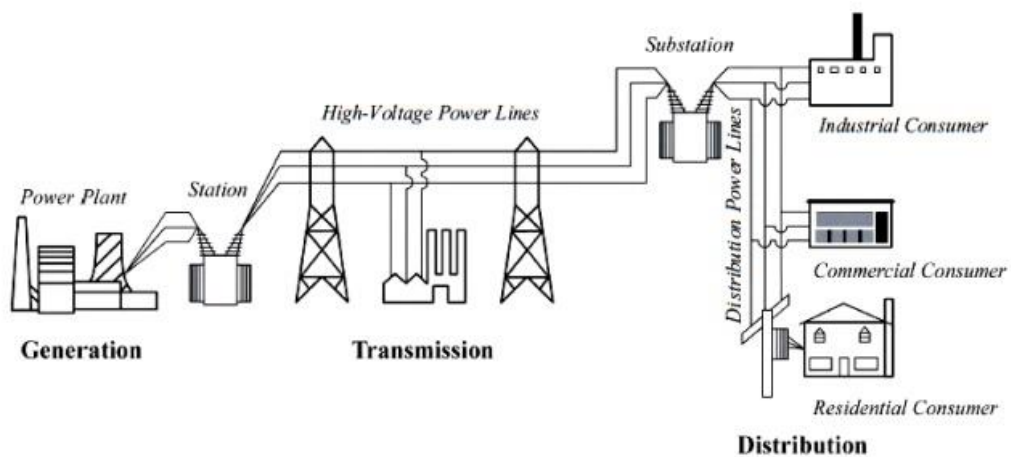 Substation
High-Voltage Power Lines
Industrial Consumer
Power Plant
Station
Distribution Power Lines
Commercial Consumer
Generation
Transmission
Residential Consumer
Distribution